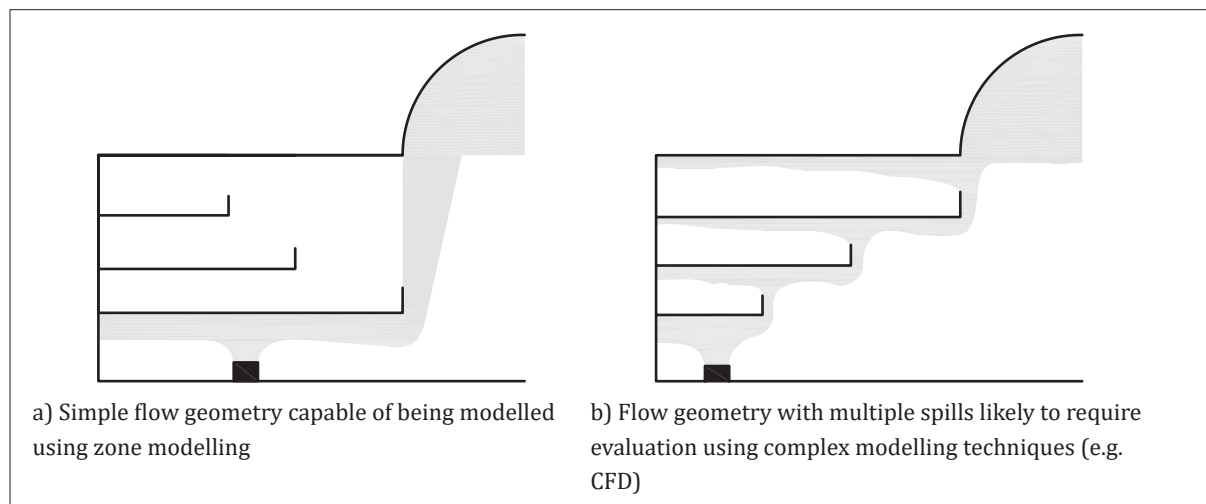 a) Simple flow geometry capable of being modelled
using zone modelling
b) Flow geometry with multiple spills likely to require
evaluation using complex modelling techniques (e.g.
CFD)